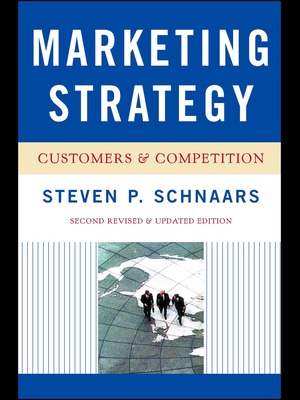 MARKETING
STRATEGY
CUSTOMERS & COMPETITION
STEVEN P. SCHNAARS
SECOND REVISED & UPDATED EDITION